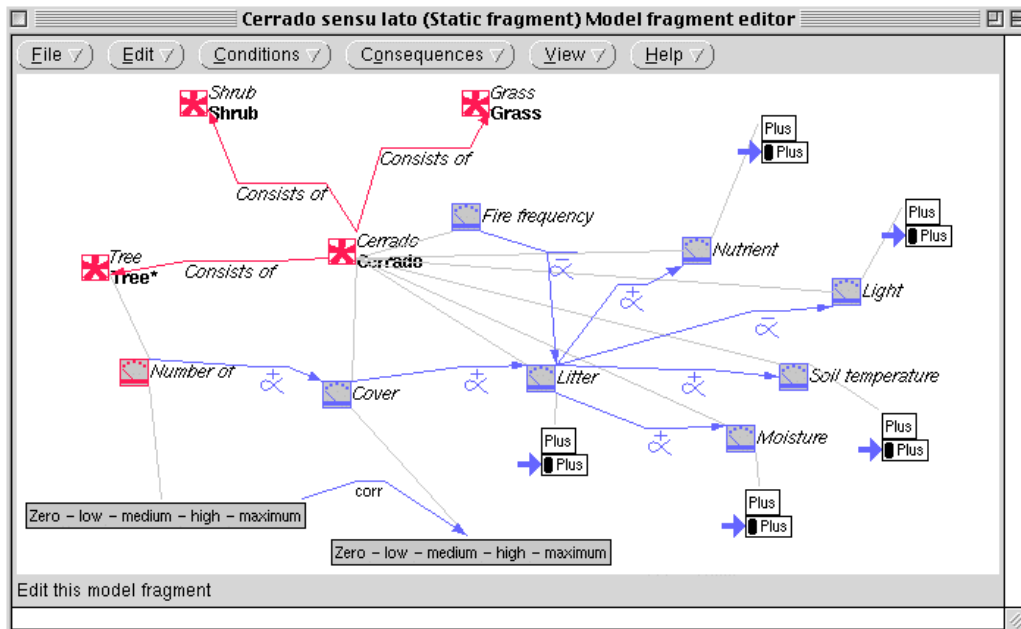 Cerrado sensu lato (Static fragment) Model fragment editor
File Edit Conditions Consequences View Help
Shrub
Shrub
Grass
Grass
Consists of
Consists of
Plus
Plus
Fire frequency
Cerrado
Cerrado
Nutrient
Plus
Plus
Tree
Tree*
Consists of
Light
Number of
Cover
Litter
Soil temperature
Moisture
Plus
Plus
Plus
Plus
Plus
Plus
corr
Zero – low – medium – high – maximum
Zero – low – medium – high – maximum
Edit this model fragment